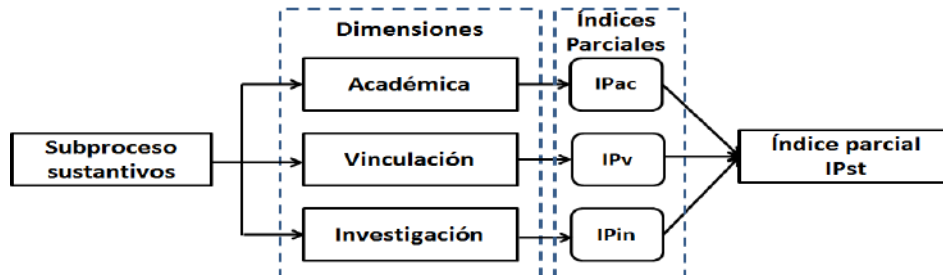 Dimensiones
Índices
Parciales
Académica
IPac
Subproceso
sustantivos
Vinculación
IPv
Índice parcial
IPst
Investigación
IPin